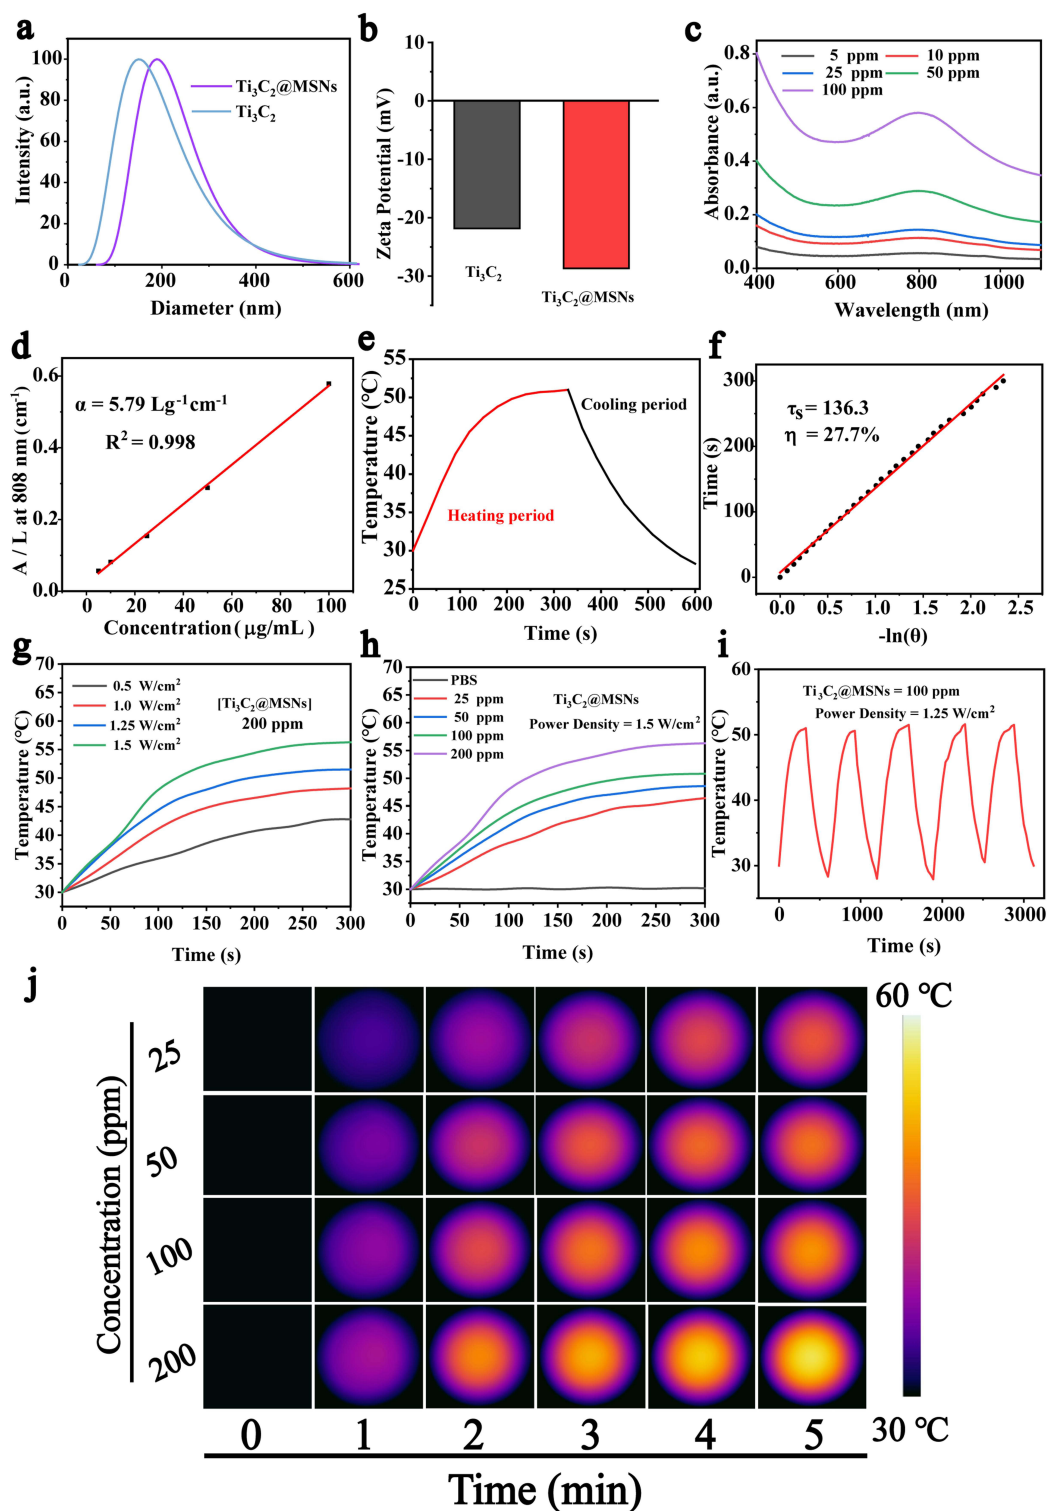 a
Intensity (a.u.)
100
80
60
40
20
0
Ti₃C₂@MSNs
Ti₃C₂
0 200 400 600
Diameter (nm)
b
Zeta Potential (mV)
10
0
-10
-20
-30
Ti₃C₂
Ti₃C₂@MSNs
c
Absorbance (a.u.)
0.8
0.6
0.4
0.2
0.0
5 ppm
10 ppm
25 ppm
50 ppm
100 ppm
400 600 800 1000
Wavelength (nm)
d
A / L at 808 nm (cm⁻¹)
0.6
0.4
0.2
0.0
α = 5.79 Lg⁻¹cm⁻¹
R² = 0.998
0 20 40 60 80 100
Concentration ( μg/mL )
e
Temperature (℃)
55
50
45
40
35
30
25
Cooling period
Heating period
0 100 200 300 400 500 600
Time (s)
f
Time (s)
300
200
100
0
τs = 136.3
η = 27.7%
0.0 0.5 1.0 1.5 2.0 2.5
-ln(θ)
g
Temperature (℃)
70
65
60
55
50
45
40
35
30
0.5 W/cm²
1.0 W/cm²
1.25 W/cm²
1.5 W/cm²
[Ti₃C₂@MSNs]
200 ppm
0 50 100 150 200 250 300
Time (s)
h
Temperature (℃)
70
65
60
55
50
45
40
35
30
PBS
25 ppm
50 ppm
100 ppm
200 ppm
Ti₃C₂@MSNs
Power Density = 1.5 W/cm²
0 50 100 150 200 250 300
Time (s)
i
Temperature (℃)
60
50
40
30
Ti₃C₂@MSNs = 100 ppm
Power Density = 1.25 W/cm²
0 1000 2000 3000
Time (s)
j
Concentration (ppm)
25
50
100
200
60 ℃
30 ℃
0 1 2 3 4 5
Time (min)